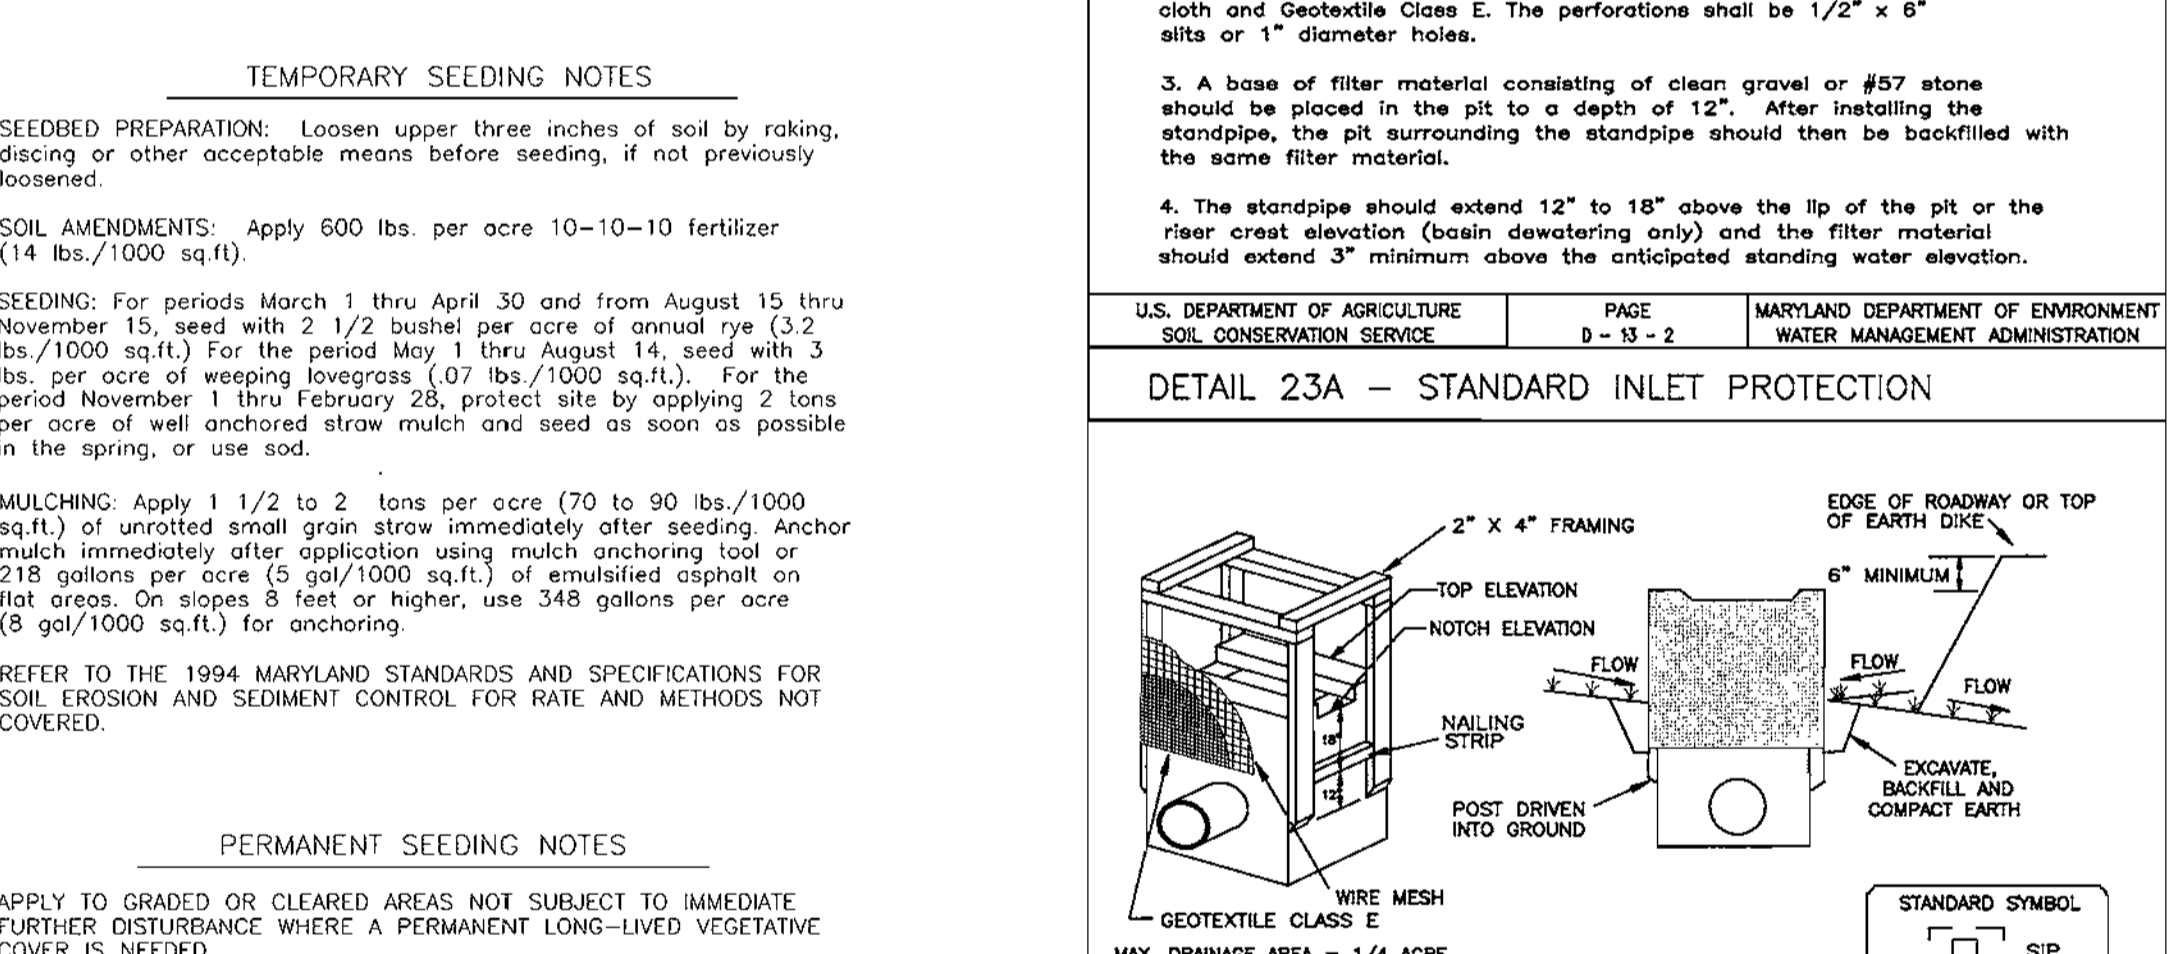 TEMPORARY SEEDING NOTES
SEEDBED PREPARATION: Loosen upper three inches of soil by raking,
discing or other acceptable means before seeding, if not previously
loosened.
SOIL AMENDMENTS: Apply 600 lbs. per acre 10-10-10 fertilizer
(14 lbs./1000 sq.ft).
SEEDING: For periods March 1 thru April 30 and from August 15 thru
November 15, seed with 2 1/2 bushel per acre of annual rye (3.2
lbs./1000 sq.ft.) For the period May 1 thru August 14, seed with 3
lbs. per acre of weeping lovegrass (.07 lbs./1000 sq.ft.). For the
period November 1 thru February 28, protect site by applying 2 tons
per acre of well anchored straw mulch and seed as soon as possible
in the spring, or use sod.
MULCHING: Apply 1 1/2 to 2 tons per acre (70 to 90 lbs./1000
sq.ft.) of unrotted small grain straw immediately after seeding. Anchor
mulch immediately after application using mulch anchoring tool or
218 gallons per acre (5 gal/1000 sq.ft.) of emulsified asphalt on
flat areas. On slopes 8 feet or higher, use 348 gallons per acre
(8 gal/1000 sq.ft.) for anchoring.
REFER TO THE 1994 MARYLAND STANDARDS AND SPECIFICATIONS FOR
SOIL EROSION AND SEDIMENT CONTROL FOR RATE AND METHODS NOT
COVERED.
PERMANENT SEEDING NOTES
APPLY TO GRADED OR CLEARED AREAS NOT SUBJECT TO IMMEDIATE
FURTHER DISTURBANCE WHERE A PERMANENT LONG-LIVED VEGETATIVE
COVER IS NEEDED
cloth and Geotextile Class E. The perforations shall be 1/2" x 6"
slits or 1" diameter holes.
3. A base of filter material consisting of clean gravel or #57 stone
should be placed in the pit to a depth of 12". After installing the
standpipe, the pit surrounding the standpipe should then be backfilled with
the same filter material.
4. The standpipe should extend 12" to 18" above the lip of the pit or the
riser crest elevation (basin dewatering only) and the filter material
should extend 3" minimum above the anticipated standing water elevation.
U.S. DEPARTMENT OF AGRICULTURE
SOIL CONSERVATION SERVICE
PAGE
D - 13 - 2
MARYLAND DEPARTMENT OF ENVIRONMENT
WATER MANAGEMENT ADMINISTRATION
DETAIL 23A - STANDARD INLET PROTECTION
2" X 4" FRAMING
TOP ELEVATION
NOTCH ELEVATION
18"
NAILING
STRIP
12"
WIRE MESH
GEOTEXTILE CLASS E
EDGE OF ROADWAY OR TOP
OF EARTH DIKE
6" MINIMUM
FLOW
FLOW
FLOW
POST DRIVEN
INTO GROUND
EXCAVATE,
BACKFILL AND
COMPACT EARTH
MAX. DRAINAGE AREA = 1/4 ACRE
STANDARD SYMBOL
SIP